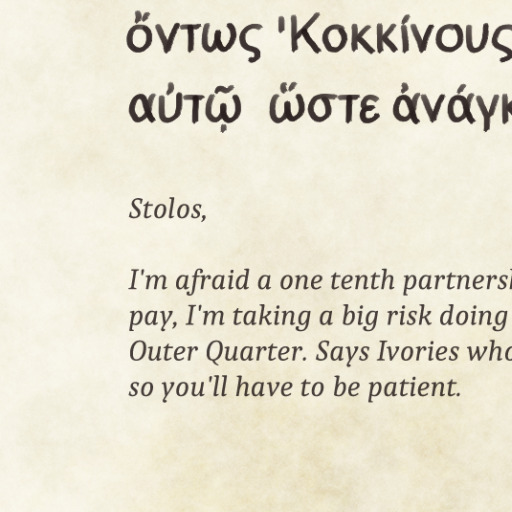 ὄντως 'Κοκκίνους
αὐτῷ ὥστε ἀνάγκ
Stolos,
I'm afraid a one tenth partners
pay, I'm taking a big risk doing
Outer Quarter. Says Ivories who
so you'll have to be patient.